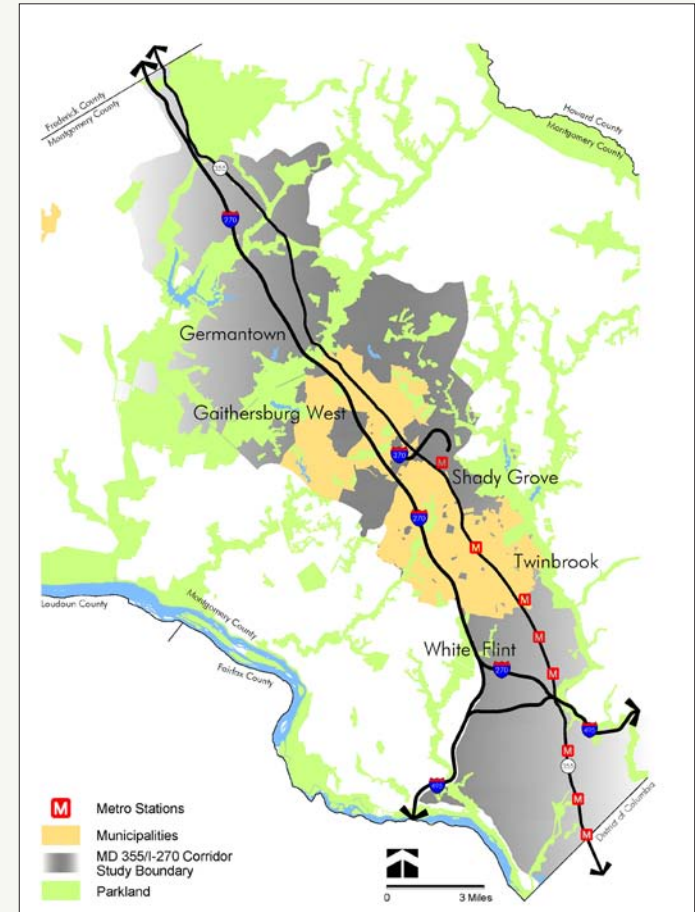 Frederick County
Montgomery County
Howard County
Montgomery County
355
270
Germantown
Gaithersburg West
370
M
Shady Grove
270
M
Twinbrook
M
Loudoun County
Montgomery County
Fairfax County
M
White Flint
270
M
495
M
355
495
M
District of Columbia
M
M Metro Stations
Municipalities
MD 355/I-270 Corridor
Study Boundary
Parkland
0 3 Miles